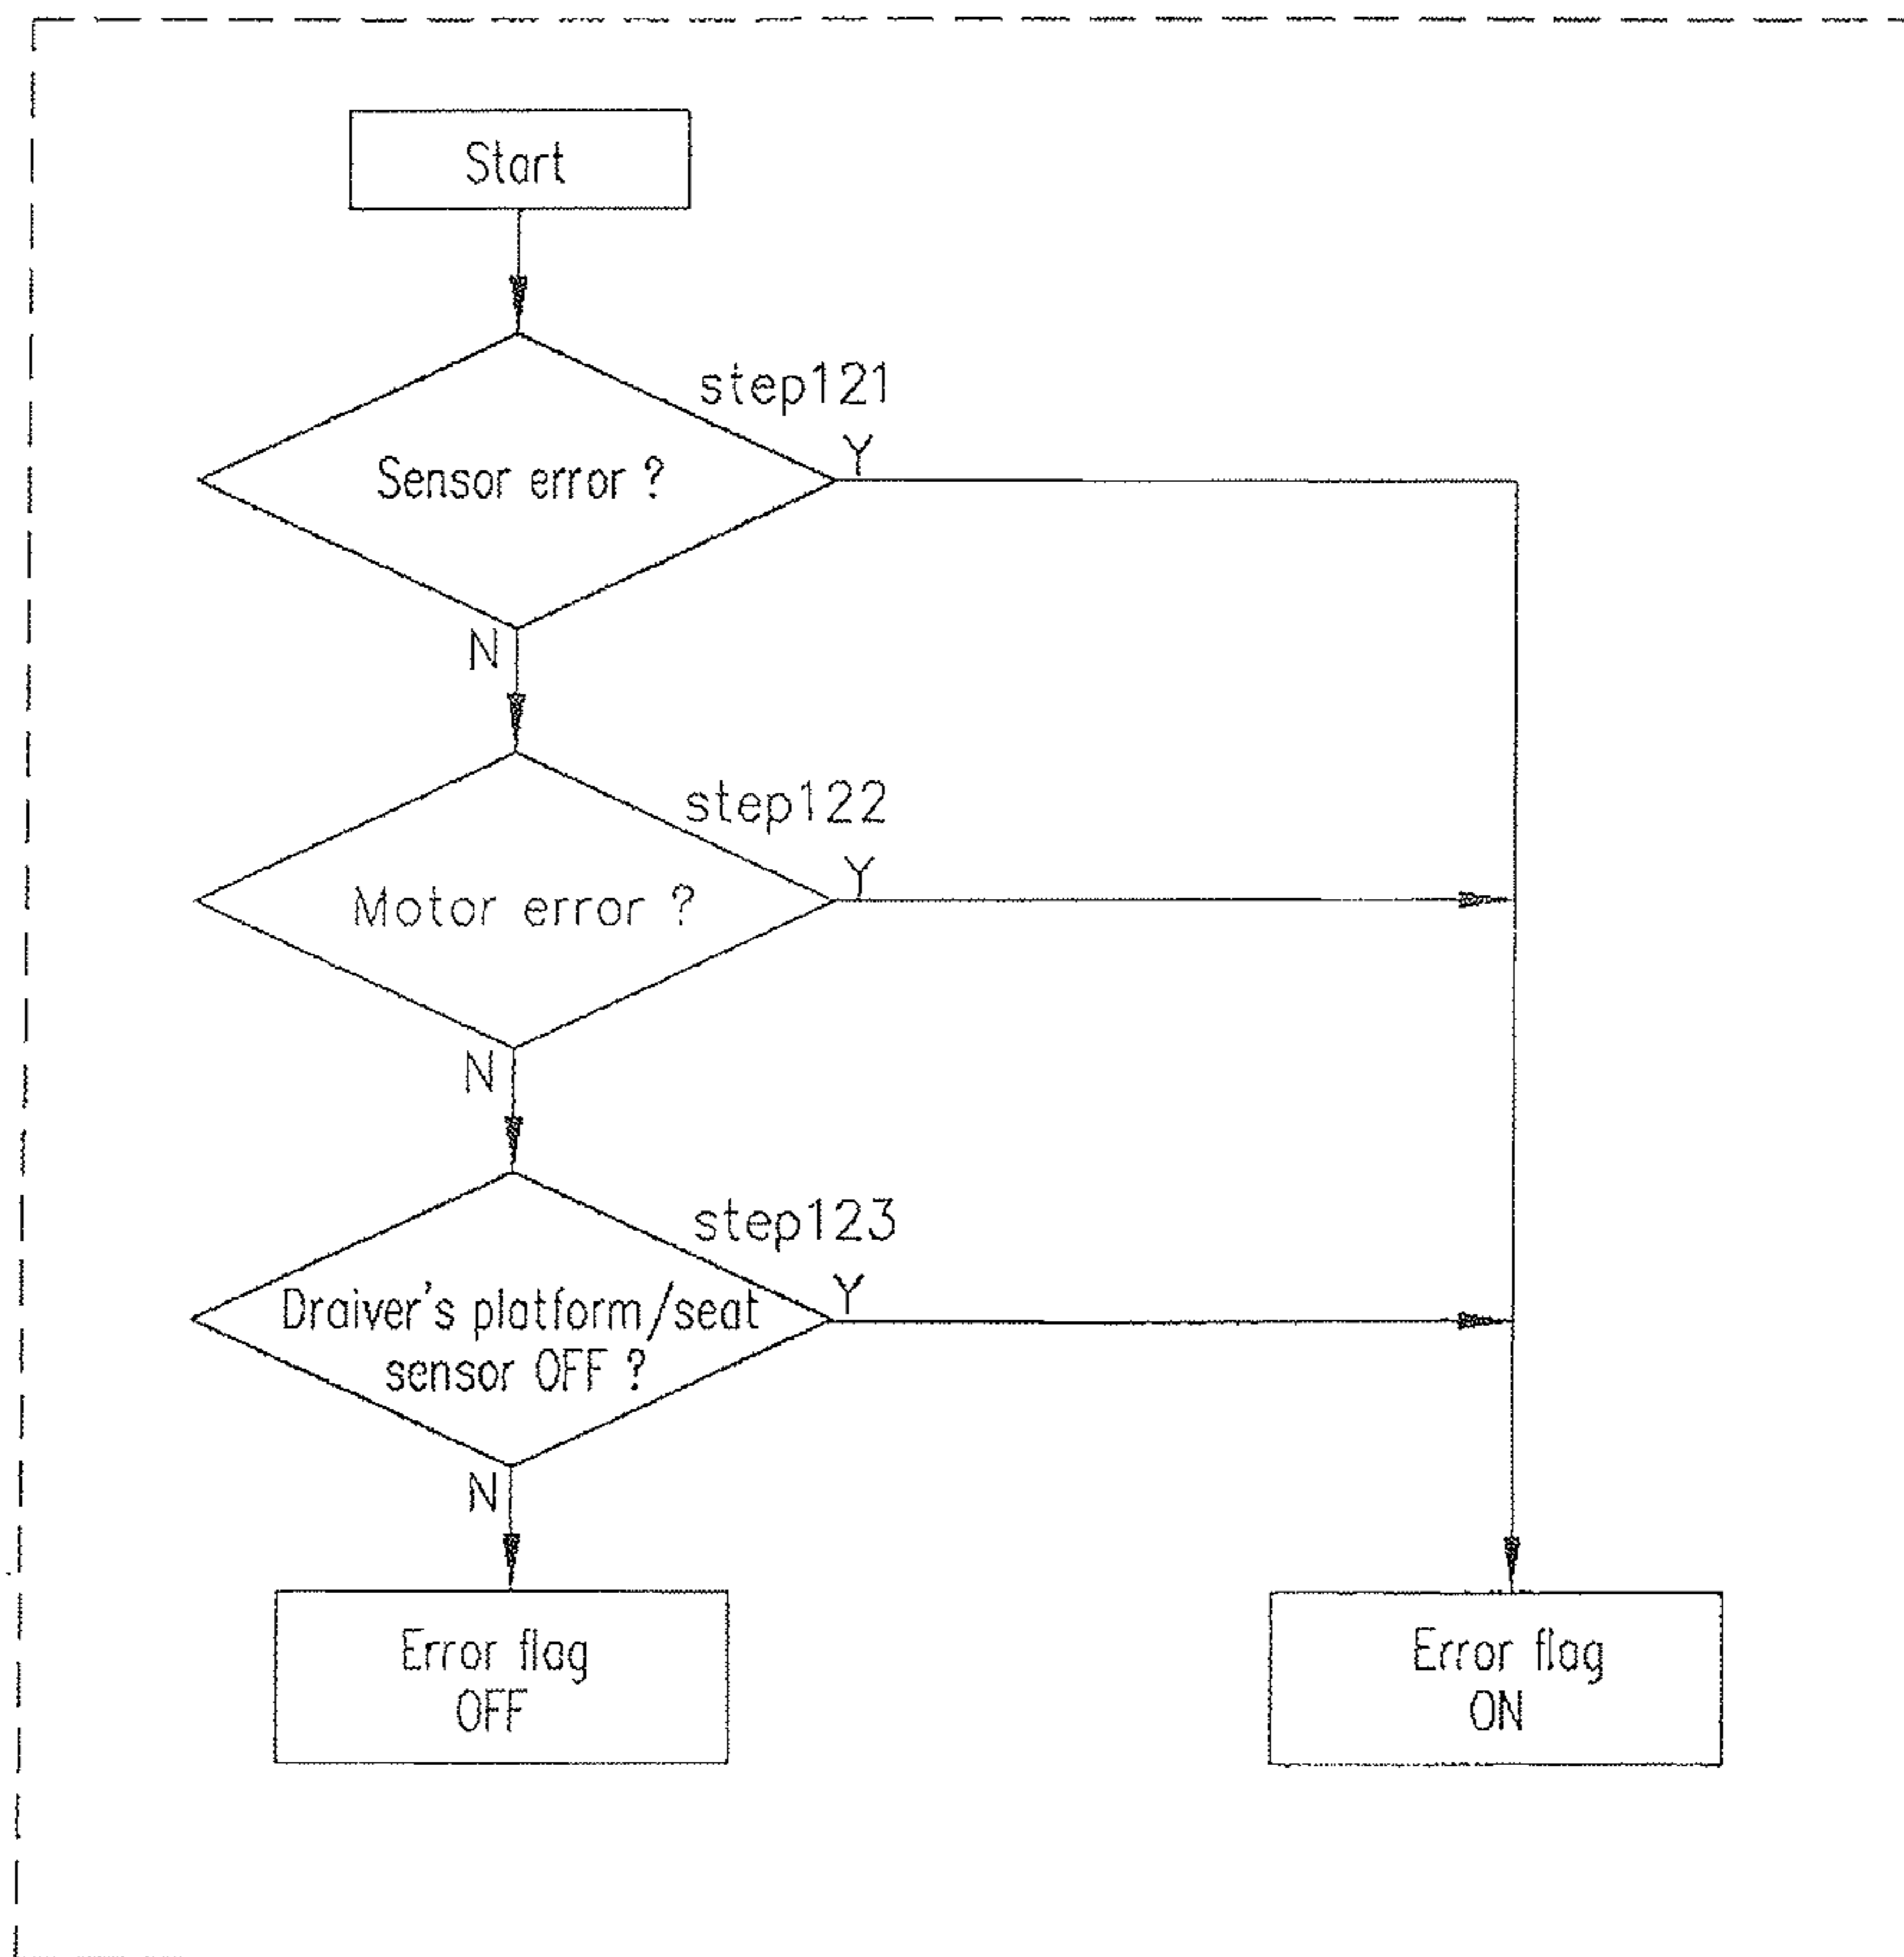 Start
step121
Y
Sensor error ?
N
step122
Y
Motor error ?
N
step123
Y
Draiver's platform/seat
sensor OFF ?
N
Error flag
OFF
Error flag
ON